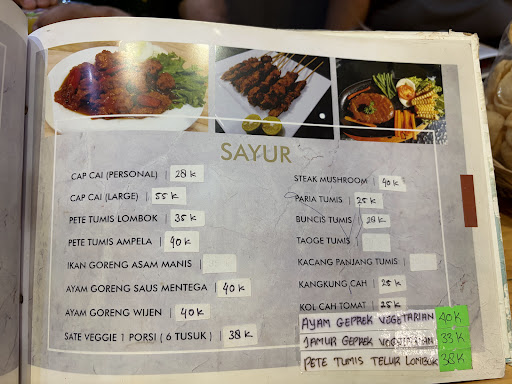 SAYUR
CAP CAI (PERSONAL) | 28 K
CAP CAI (LARGE) | 55 K
PETE TUMIS LOMBOK | 35 K
PETE TUMIS AMPELA | 40 K
IKAN GORENG ASAM MANIS |
AYAM GORENG SAUS MENTEGA | 40 K
AYAM GORENG WIJEN | 40 K
SATE VEGGIE 1 PORSI ( 6 TUSUK ) | 38 K
STEAK MUSHROOM | 40 K
PARIA TUMIS | 25 K
BUNCIS TUMIS | 28 K
TAOGE TUMIS |
KACANG PANJANG TUMIS |
KANGKUNG CAH | 25 K
KOL CAH TOMAT | 25 K
AYAM GEPREK VEGETARIAN 40 K
JAMUR GEPREK VEGETARIAN 33 K
PETE TUMIS TELUR LOMBOK 38 K